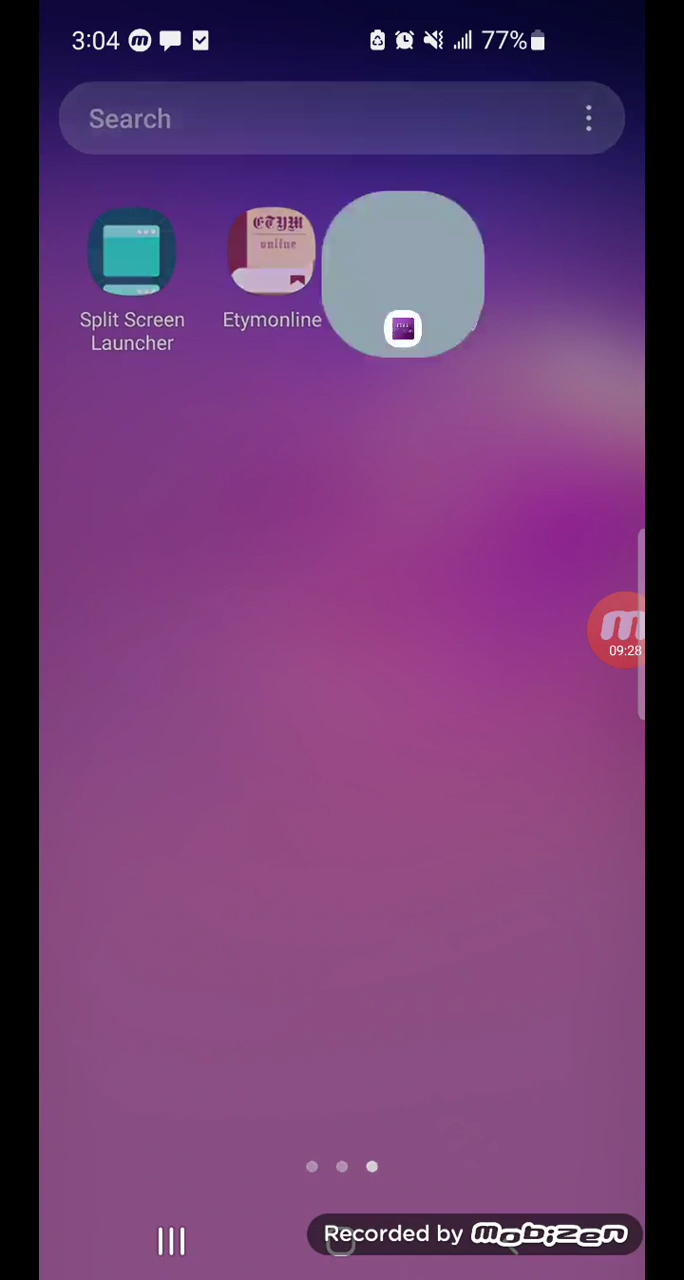 3:04
77%
Search
ETYM
online
Split Screen
Launcher
Etymonline
m
09:28
Recorded by mobizen